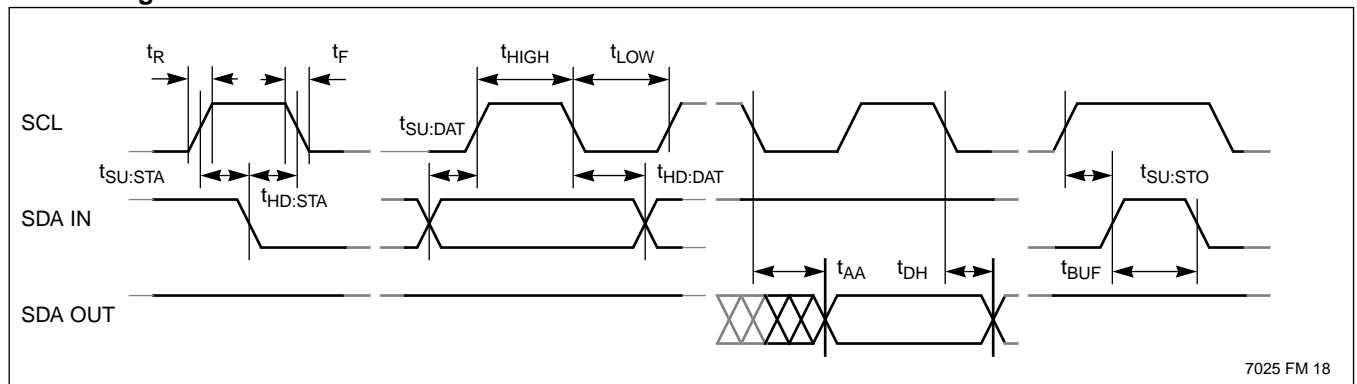 tR
tF
tHIGH
tLOW
SCL
tSU:DAT
tSU:STA
tHD:STA
tHD:DAT
tSU:STO
SDA IN
tAA
tDH
tBUF
SDA OUT
7025 FM 18